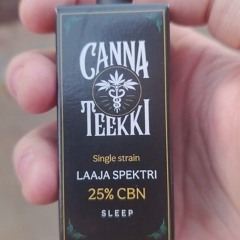 CANNA
TEEKKI
Single strain
LAAJA SPEKTRI
25% CBN
SLEEP